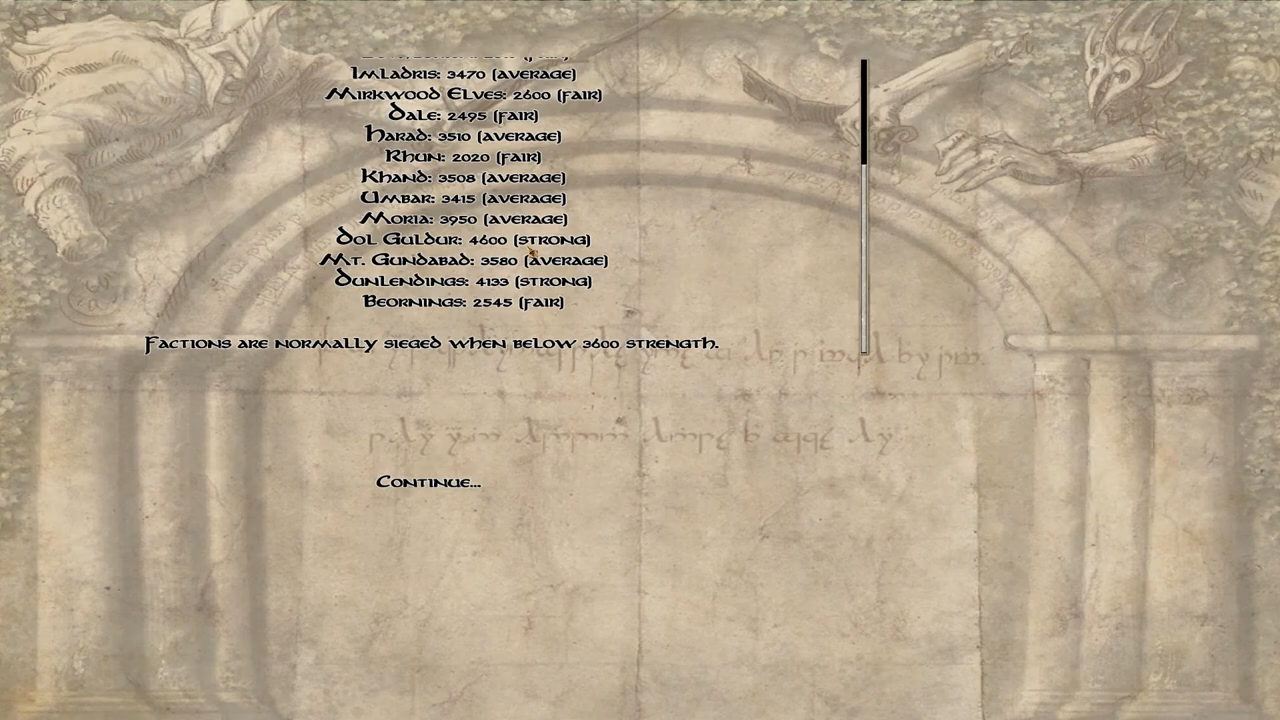 Imladris: 3470 (average)
Mirkwood Elves: 2600 (fair)
Dale: 2495 (fair)
Harad: 3510 (average)
Rhun: 2020 (fair)
Khand: 3508 (average)
Umbar: 3415 (average)
Moria: 3950 (average)
Dol Guldur: 4600 (strong)
Mt. Gundabad: 3580 (average)
Dunlendings: 4133 (strong)
Beornings: 2545 (fair)
Factions are normally sieged when below 3600 strength.
Continue...